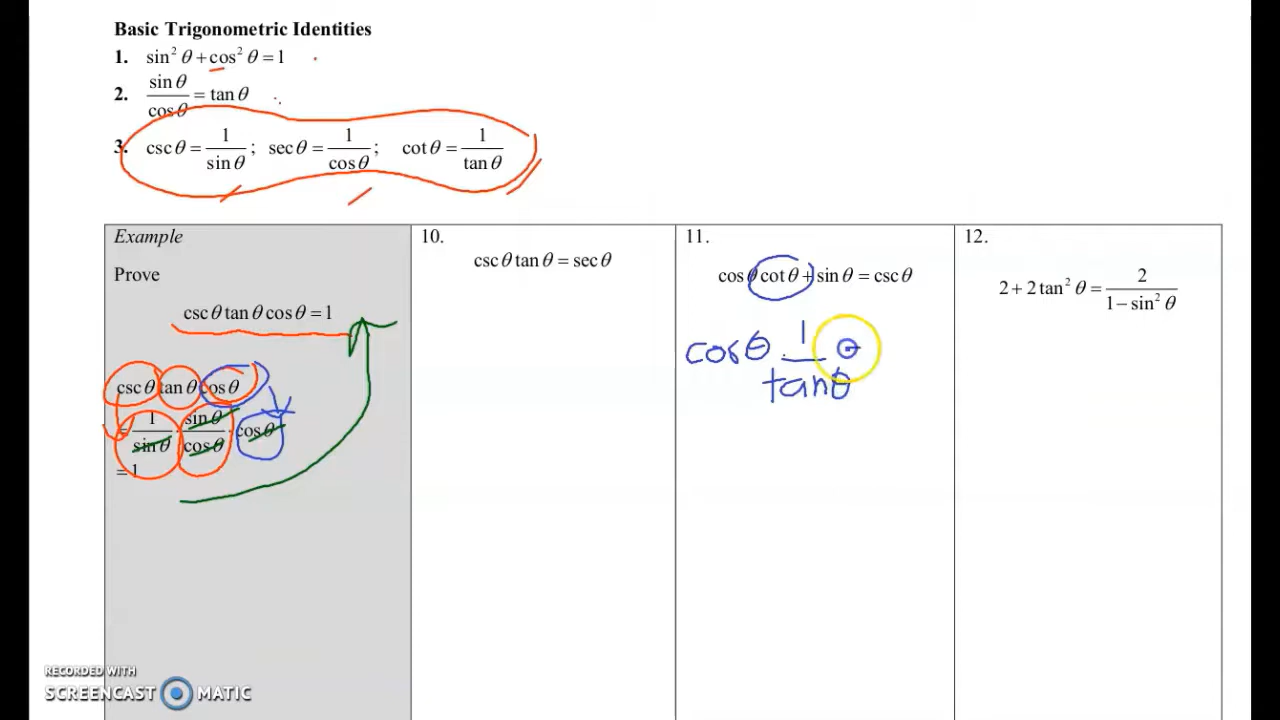 Basic Trigonometric Identities
1. sin² θ + cos² θ = 1
2. sin θ / cos θ = tan θ
3. csc θ = 1 / sin θ ; sec θ = 1 / cos θ ; cot θ = 1 / tan θ
Example
Prove
csc θ tan θ cos θ = 1
csc θ tan θ cos θ
= 1 / sin θ · sin θ / cos θ · cos θ
= 1
10.
csc θ tan θ = sec θ
11.
cos θ cot θ + sin θ = csc θ
cos θ · 1 / tan θ
12.
2 + 2 tan² θ = 2 / 1 − sin² θ
RECORDED WITH
SCREENCAST MATIC